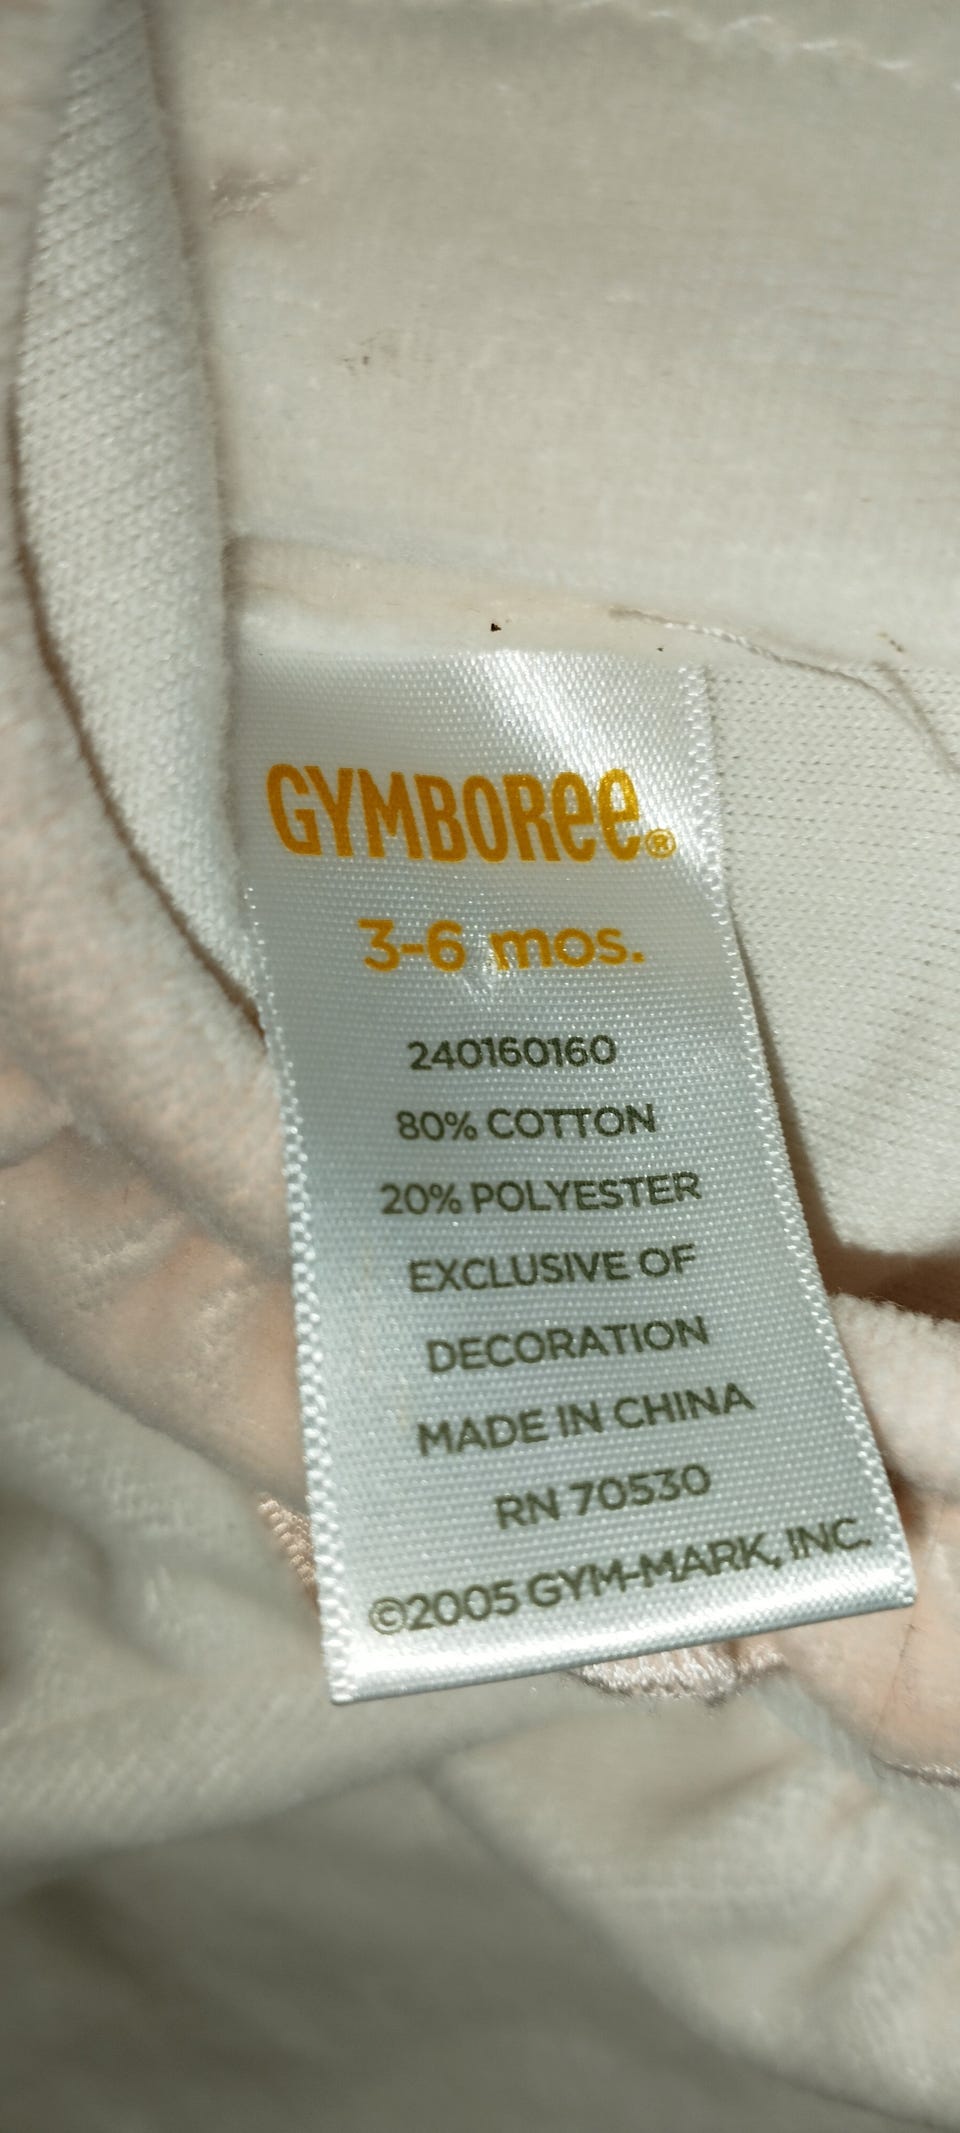 GYMBOREE®
3-6 mos.
240160160
80% COTTON
20% POLYESTER
EXCLUSIVE OF
DECORATION
MADE IN CHINA
RN 70530
©2005 GYM-MARK, INC.